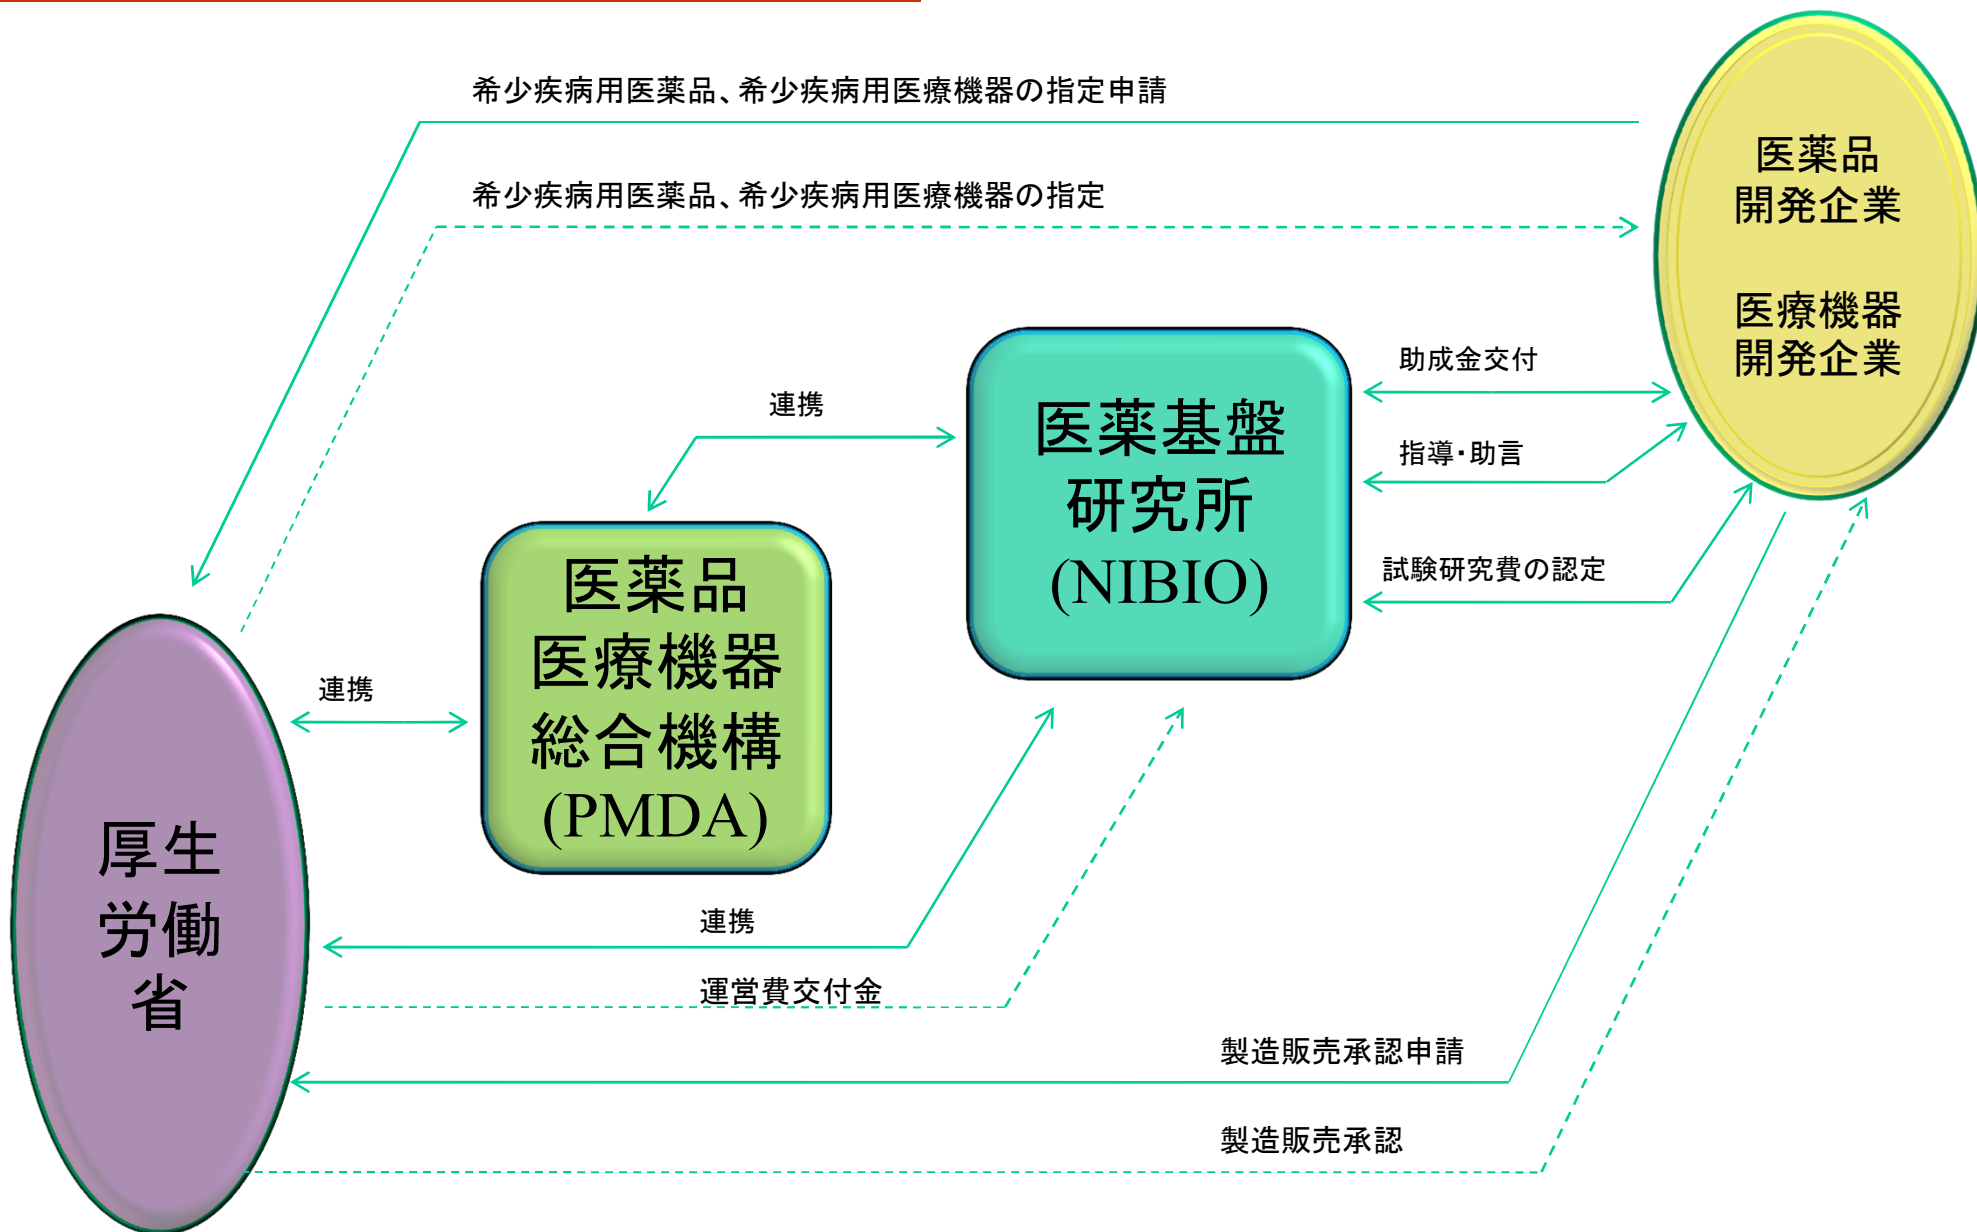 希少疾病用医薬品、希少疾病用医療機器の指定申請
希少疾病用医薬品、希少疾病用医療機器の指定
医薬品
開発企業
医療機器
開発企業
助成金交付
連携
医薬基盤
研究所
(NIBIO)
指導・助言
試験研究費の認定
医薬品
医療機器
総合機構
(PMDA)
連携
厚生
労働
省
連携
運営費交付金
製造販売承認申請
製造販売承認